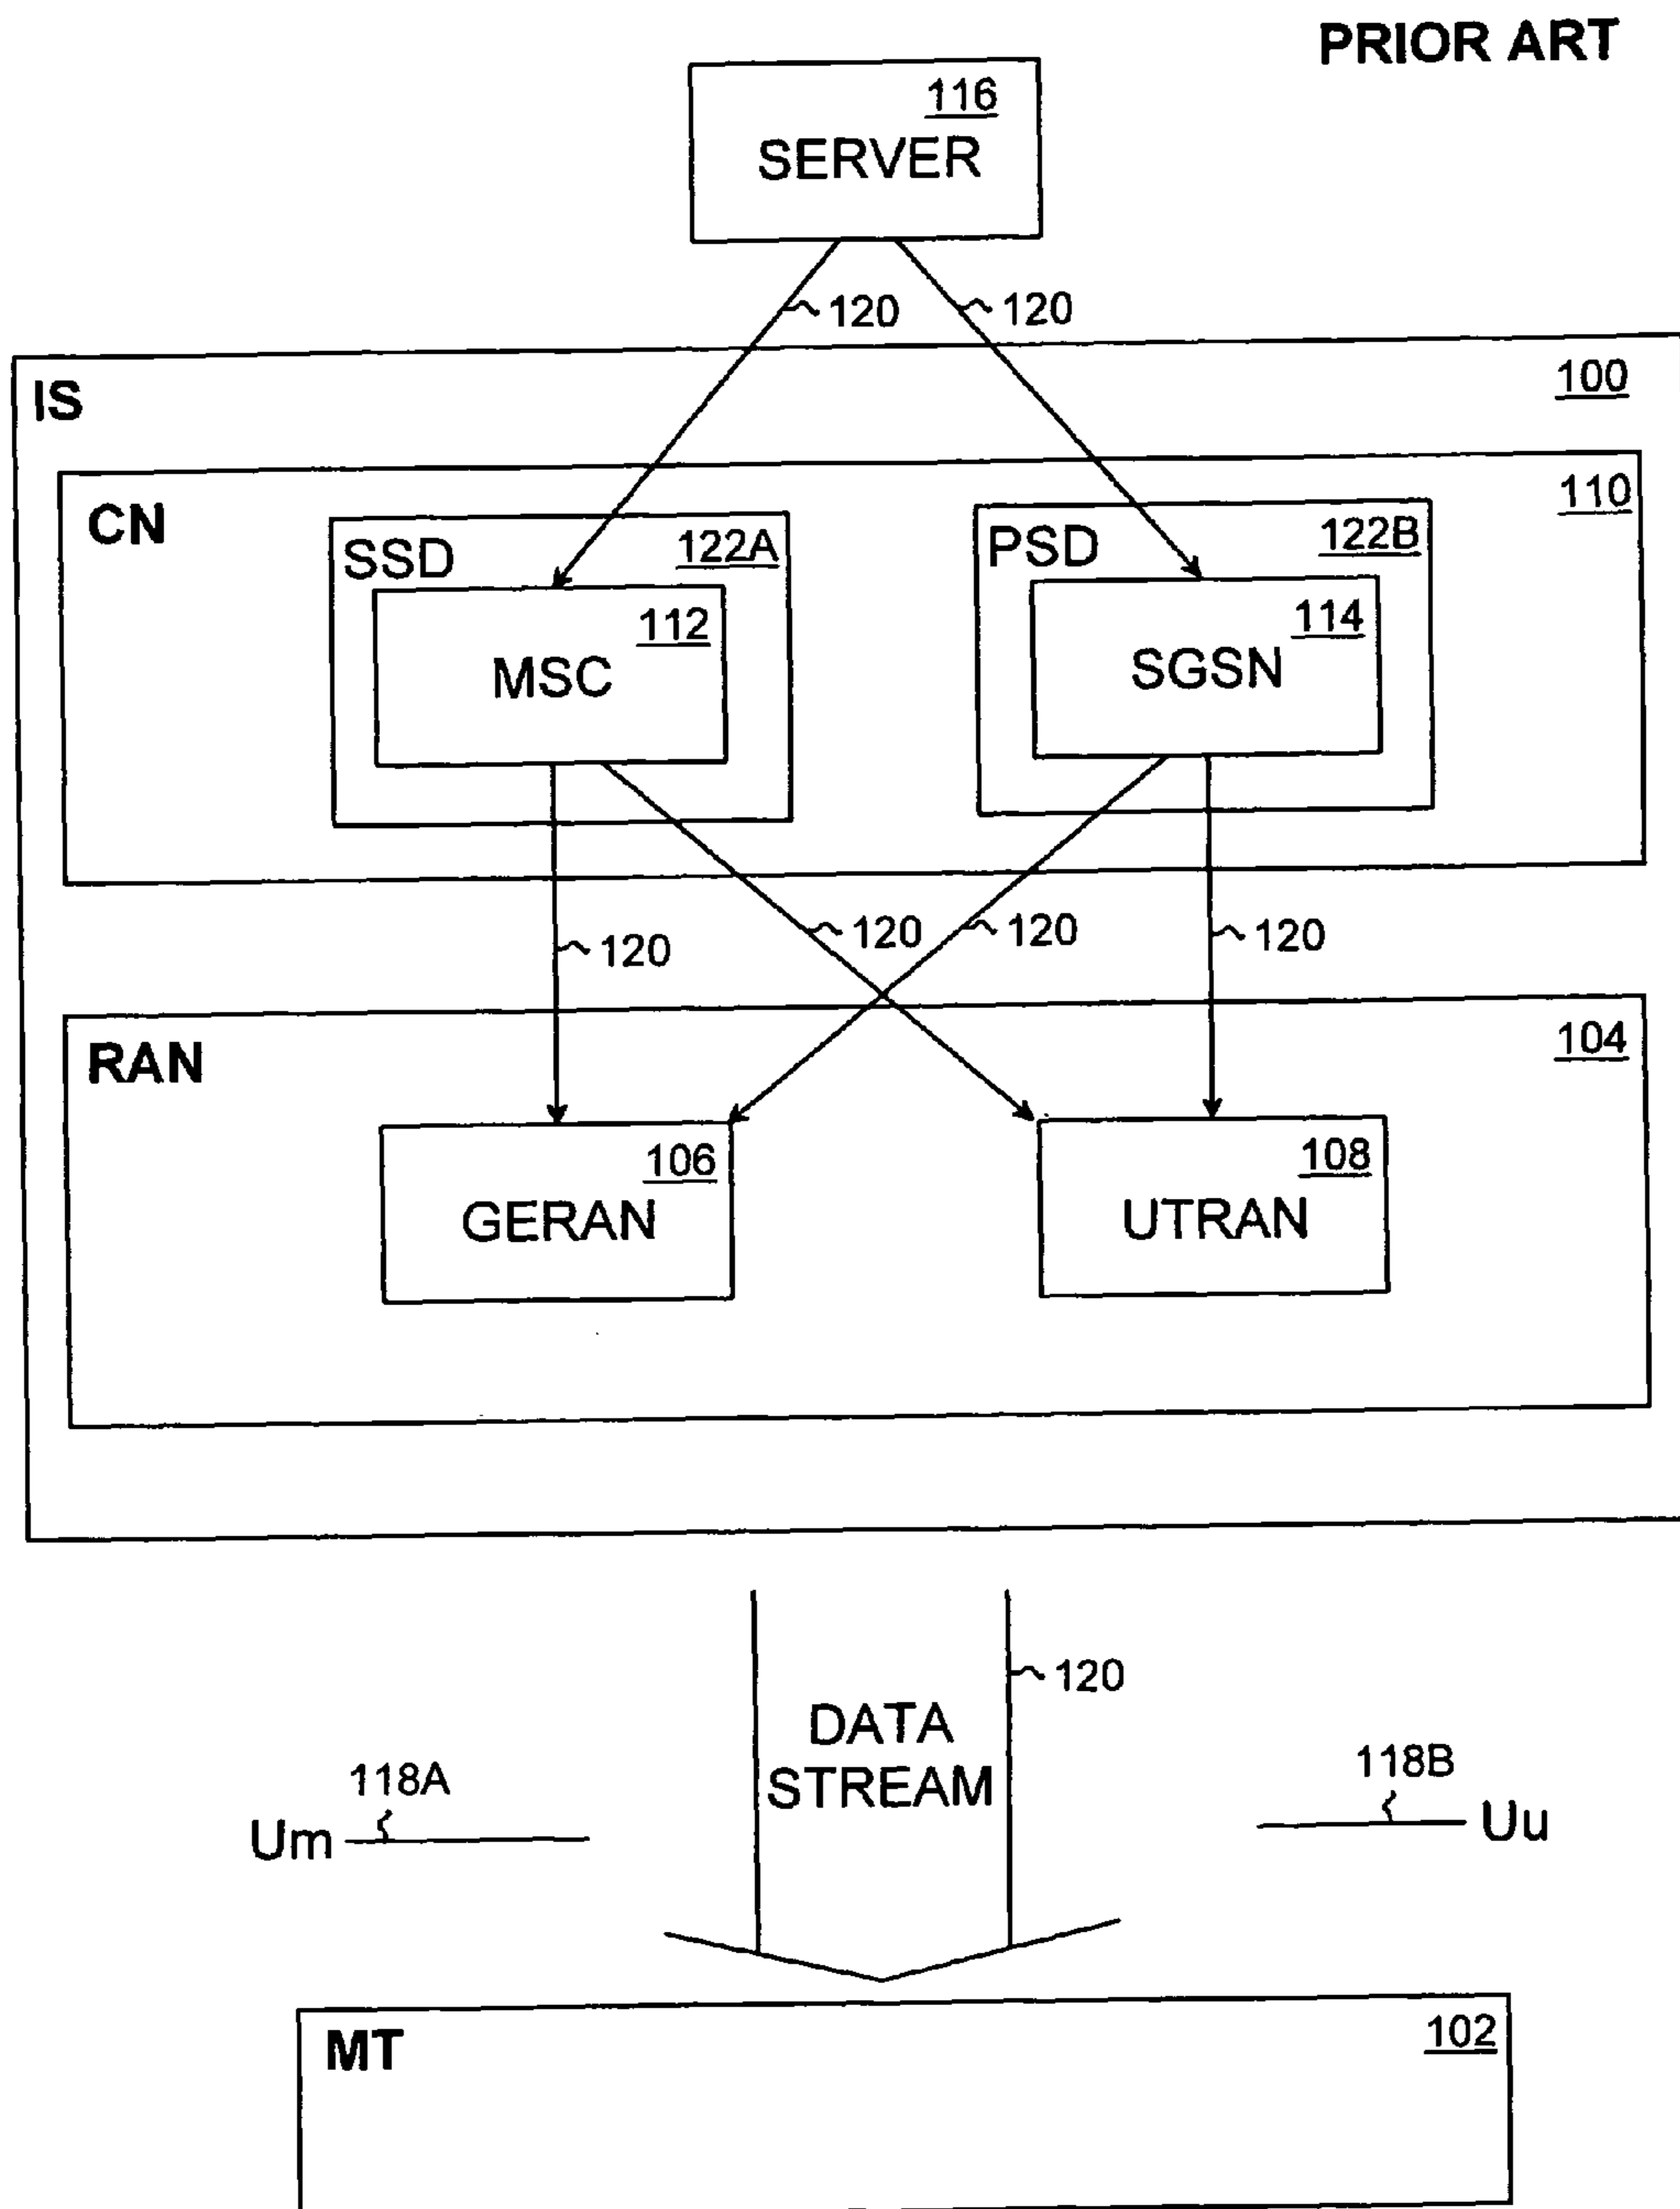 PRIOR ART
116
SERVER
120
120
IS
100
CN
110
SSD
122A
PSD
122B
112
MSC
114
SGSN
120
120
120
120
RAN
104
106
GERAN
108
UTRAN
120
DATA
STREAM
118A
Um
118B
Uu
MT
102